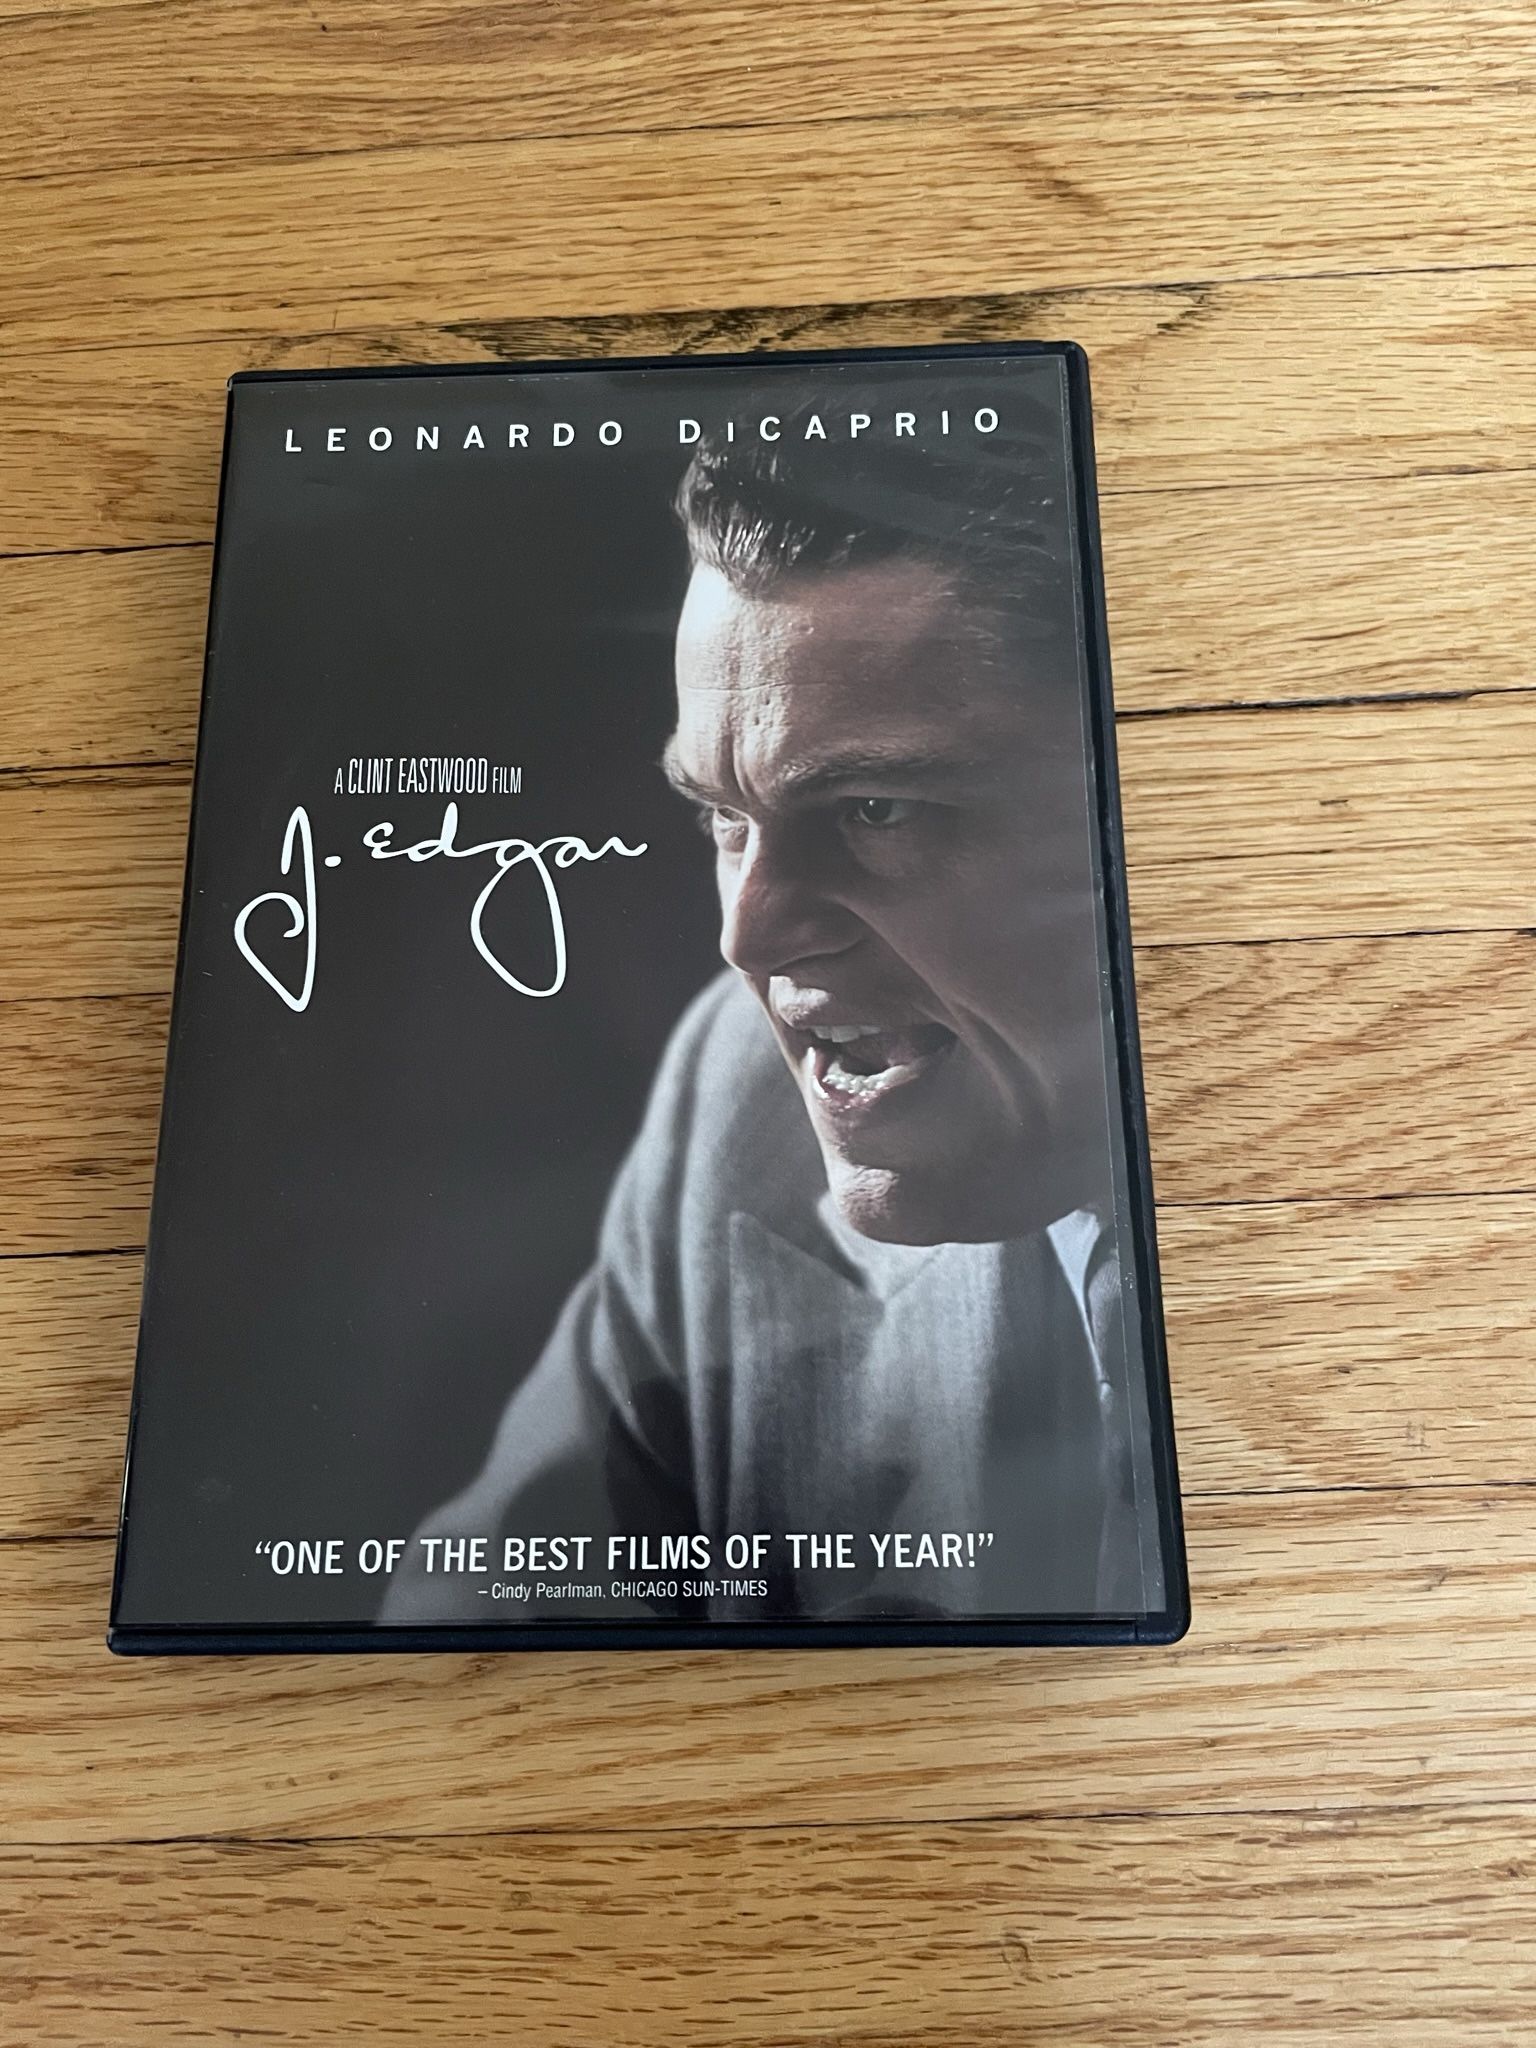 LEONARDO DiCAPRIO
A CLINT EASTWOOD FILM
J. Edgar
“ONE OF THE BEST FILMS OF THE YEAR!”
– Cindy Pearlman, CHICAGO SUN-TIMES